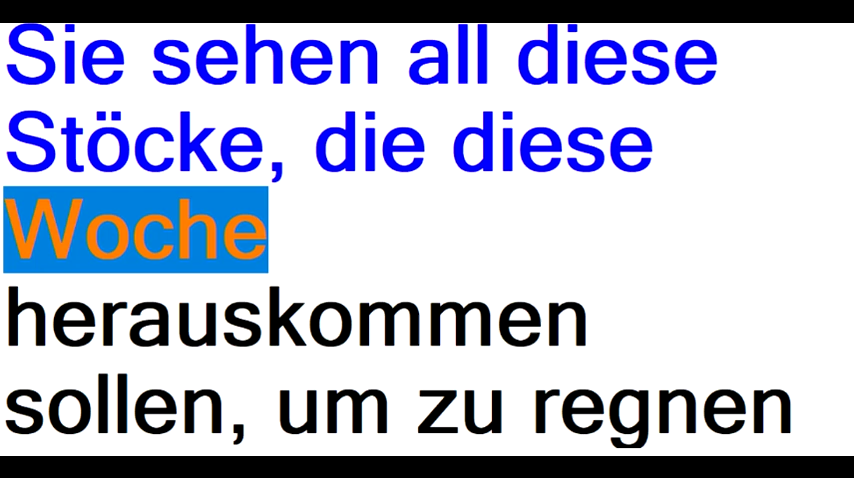 Sie sehen all diese
Stöcke, die diese
Woche
herauskommen
sollen, um zu regnen